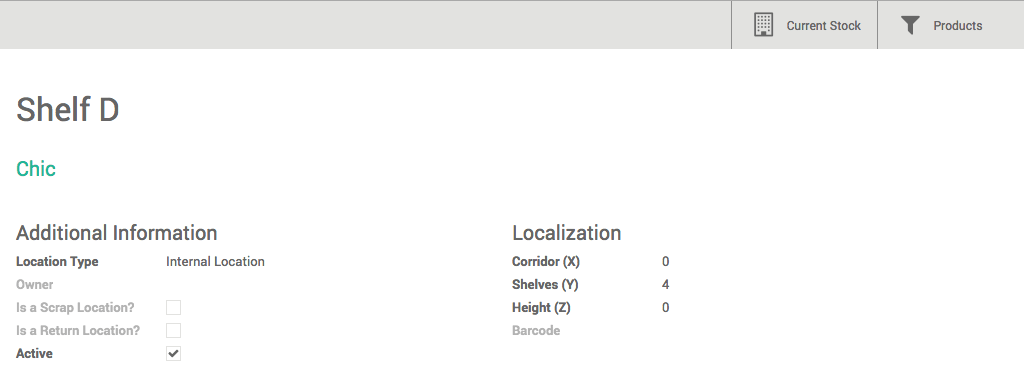 Current Stock
Products
Shelf D
Chic
Additional Information
Location Type Internal Location
Owner
Is a Scrap Location?
Is a Return Location?
Active
Localization
Corridor (X) 0
Shelves (Y) 4
Height (Z) 0
Barcode